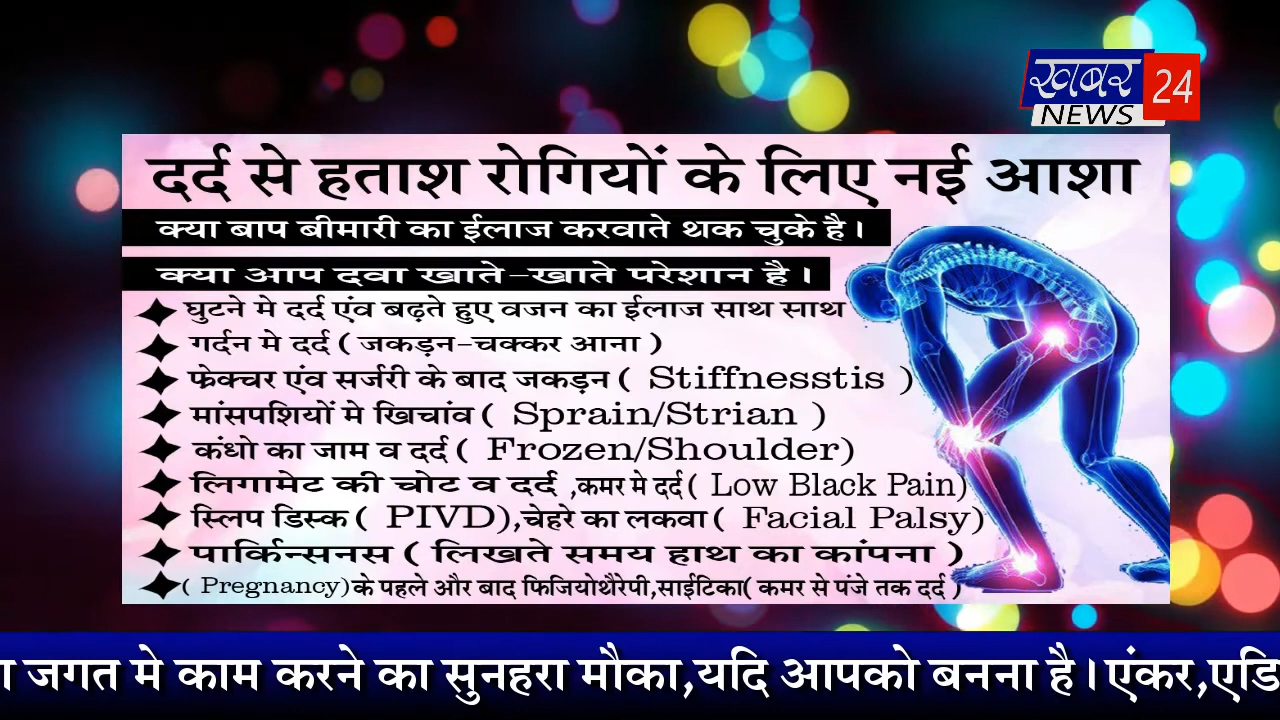 खबर 24
NEWS
दर्द से हताश रोगियों के लिए नई आशा
क्या बाप बीमारी का ईलाज करवाते थक चुके है।
क्या आप दवा खाते-खाते परेशान है।
घुटने मे दर्द एंव बढ़ते हुए वजन का ईलाज साथ साथ
गर्दन मे दर्द ( जकड़न-चक्कर आना )
फ्रेक्चर एंव सर्जरी के बाद जकड़न ( Stiffnesstis )
मांसपशियों मे खिचांव ( Sprain/Strian )
कंधो का जाम व दर्द ( Frozen/Shoulder)
लिगामेट की चोट व दर्द ,कमर मे दर्द ( Low Black Pain)
स्लिप डिस्क ( PIVD),चेहरे का लकवा ( Facial Palsy)
पार्किन्सनस ( लिखते समय हाथ का कांपना )
( Pregnancy)के पहले और बाद फिजियोथैरेपी,साईटिका( कमर से पंजे तक दर्द )
जगत मे काम करने का सुनहरा मौका,यदि आपको बनना है।एंकर,एडि